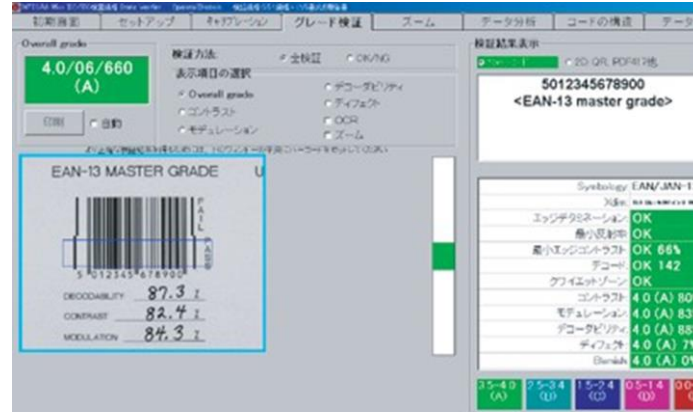 初期画面 セットアップ キャリブレーション グレード検証 ズーム データ分析 コードの構造
Overall grade
4.0/06/660
(A)
印刷 自動
検証方法: 全検証 OK/NG
表示項目の選択
Overall grade
コントラスト
モデュレーション
デコーダビリティ
ディフェクト
OCR
ズーム
EAN-13 MASTER GRADE U
FAIL
PASS
5 012345 678900
DECODABILITY 87.3 %
CONTRAST 82.4 %
MODULATION 84.3 %
検証結果表示
2D QR, PDF417他
5012345678900
<EAN-13 master grade>
Symbology: EAN/JAN-1
Xdim:
エッジデタミネーション: OK
最小反射率: OK
最小エッジコントラスト: OK 66%
デコード: OK 142
クワイエットゾーン: OK
コントラスト: 4.0 (A) 80
モデュレーション: 4.0 (A) 83
デコーダビリティ: 4.0 (A) 88
ディフェクト: 4.0 (A) 7%
Blemish: 4.0 (A) 0%
3.5-4.0 (A)
2.5-3.4
1.5-2.4 (C)
0.5-1.4 (D)